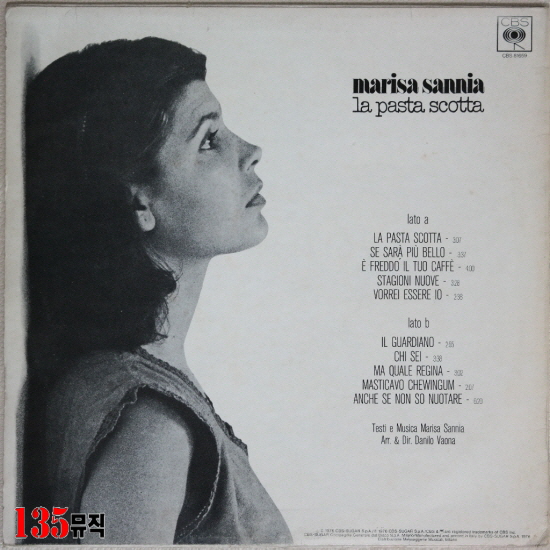 CBS
marisa sannia
la pasta scotta
lato a
LA PASTA SCOTTA -
SE SARÀ PIÙ BELLO -
È FREDDO IL TUO CAFFÈ -
STAGIONI NUOVE -
VORREI ESSERE IO -
lato b
IL GUARDIANO -
CHI SEI -
MA QUALE REGINA -
MASTICAVO CHEWINGUM -
ANCHE SE NON SO NUOTARE -
Testi e Musica Marisa Sannia
Arr. & Dir. Danilo Vaona
135뮤직